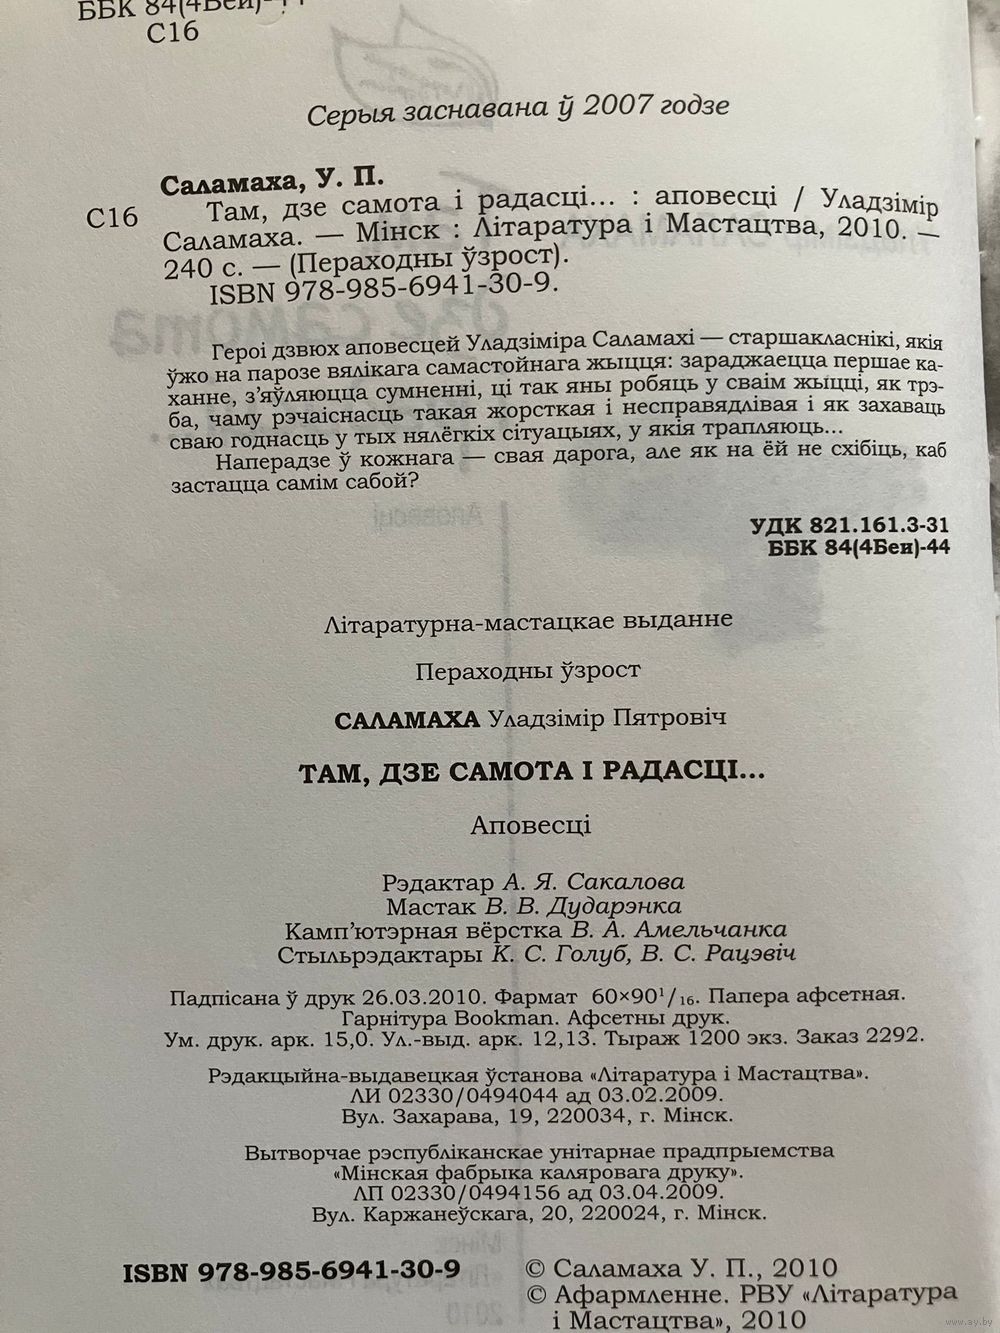 ББК 84(4Беи)-44
С16
Серыя заснавана ў 2007 годзе
Саламаха, У. П.
С16 Там, дзе самота і радасці... : аповесці / Уладзімір
Саламаха. — Мінск : Літаратура і Мастацтва, 2010. —
240 с. — (Пераходны ўзрост).
ISBN 978-985-6941-30-9.
Героі дзвюх аповесцей Уладзіміра Саламахі — старшакласнікі, якія
ўжо на парозе вялікага самастойнага жыцця: зараджаецца першае ка-
ханне, з’яўляюцца сумненні, ці так яны робяць у сваім жыцці, як трэ-
ба, чаму рэчаіснасць такая жорсткая і несправядлівая і як захаваць
сваю годнасць у тых нялёгкіх сітуацыях, у якія трапляюць...
Наперадзе ў кожнага — свая дарога, але як на ёй не схібіць, каб
застацца самім сабой?
УДК 821.161.3-31
ББК 84(4Беи)-44
Літаратурна-мастацкае выданне
Пераходны ўзрост
САЛАМАХА Уладзімір Пятровіч
ТАМ, ДЗЕ САМОТА І РАДАСЦІ...
Аповесці
Рэдактар А. Я. Сакалова
Мастак В. В. Дударэнка
Камп’ютэрная вёрстка В. А. Амельчанка
Стыльрэдактары К. С. Голуб, В. С. Рацэвіч
Падпісана ў друк 26.03.2010. Фармат 60×90¹/₁₆. Папера афсетная.
Гарнітура Bookman. Афсетны друк.
Ум. друк. арк. 15,0. Ул.-выд. арк. 12,13. Тыраж 1200 экз. Заказ 2292.
Рэдакцыйна-выдавецкая ўстанова «Літаратура і Мастацтва».
ЛИ 02330/0494044 ад 03.02.2009.
Вул. Захарава, 19, 220034, г. Мінск.
Вытворчае рэспубліканскае унітарнае прадпрыемства
«Мінская фабрыка каляровага друку».
ЛП 02330/0494156 ад 03.04.2009.
Вул. Каржанеўскага, 20, 220024, г. Мінск.
ISBN 978-985-6941-30-9
© Саламаха У. П., 2010
© Афармленне. РВУ «Літаратура
і Мастацтва», 2010
www.ay.by